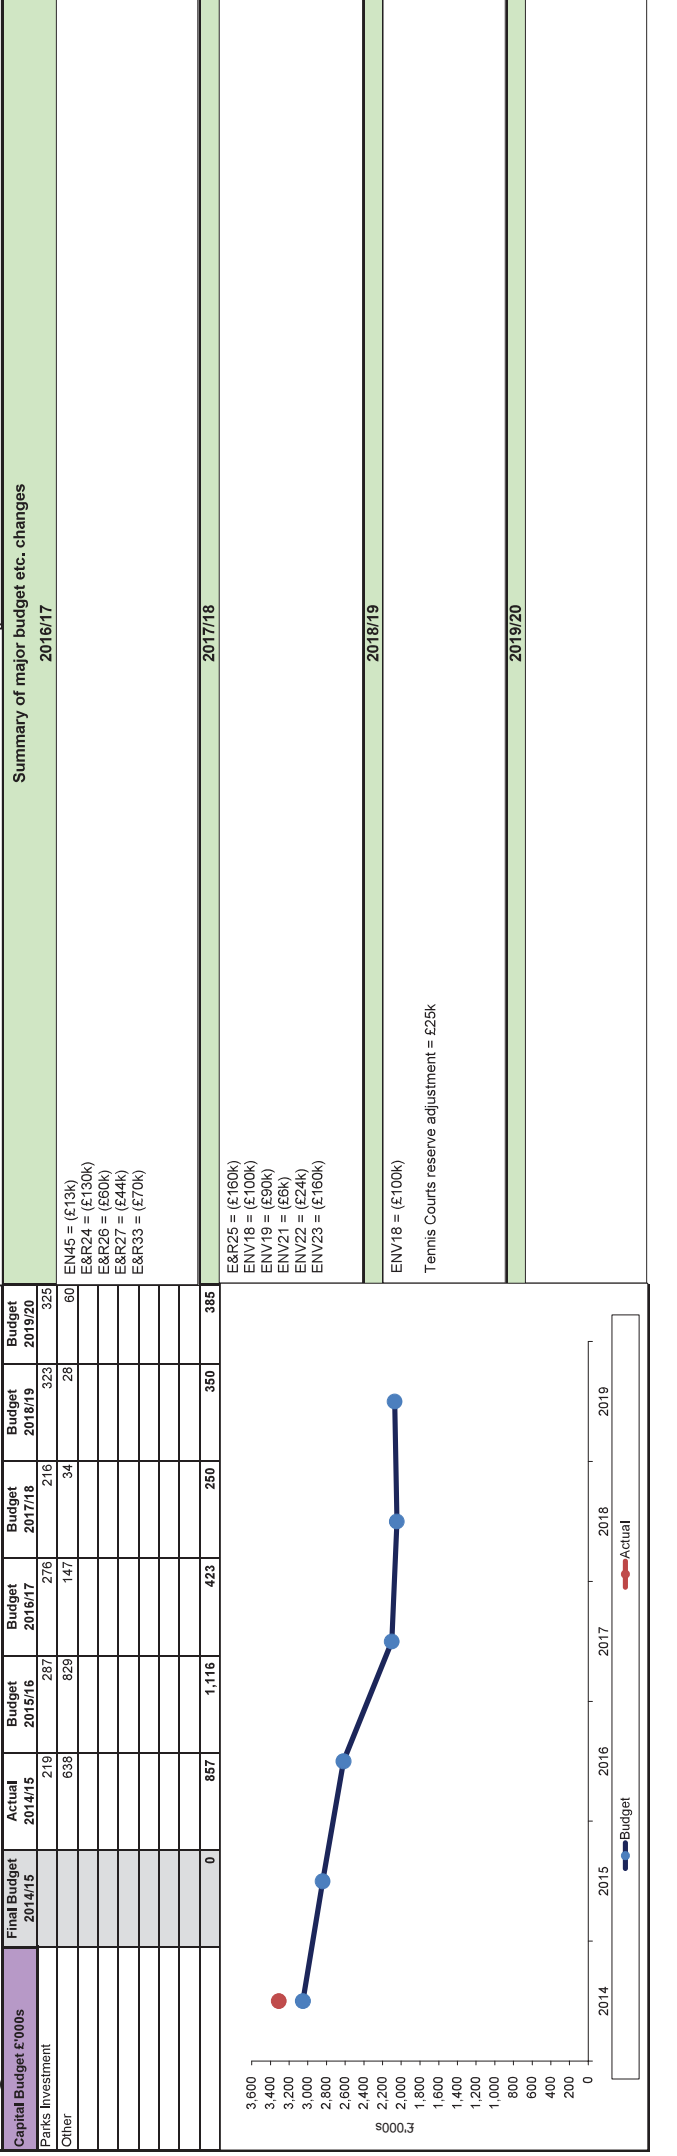 Capital Budget £'000s Final Budget 2014/15 Actual 2014/15 Budget 2015/16 Budget 2016/17 Budget 2017/18 Budget 2018/19 Budget 2019/20
Parks Investment 219 287 276 216 323 325
Other 638 829 147 34 28 60
0 857 1,116 423 250 350 385
Summary of major budget etc. changes
2016/17
EN45 = (£13k)
E&R24 = (£130k)
E&R26 = (£60k)
E&R27 = (£44k)
E&R33 = (£70k)
2017/18
E&R25 = (£160k)
ENV18 = (£100k)
ENV19 = (£90k)
ENV21 = (£6k)
ENV22 = (£24k)
ENV23 = (£160k)
2018/19
ENV18 = (£100k)
Tennis Courts reserve adjustment = £25k
2019/20
£'000's
3,600
3,400
3,200
3,000
2,800
2,600
2,400
2,200
2,000
1,800
1,600
1,400
1,200
1,000
800
600
400
200
0
2014 2015 2016 2017 2018 2019
Budget Actual